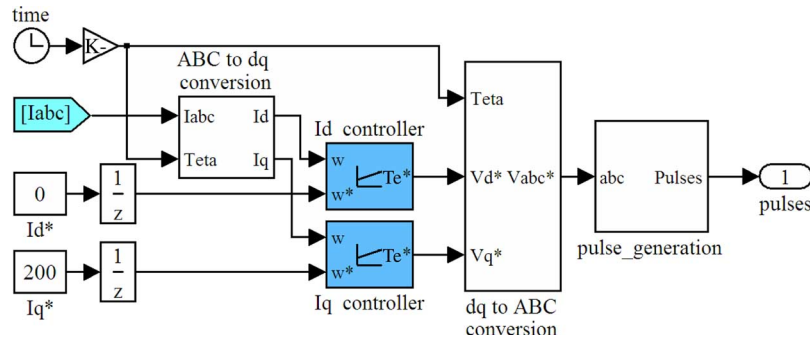 time
K-
ABC to dq
conversion
[Iabc]
Iabc
Id
Teta
Iq
Id controller
w
w*
Te*
0
Id*
1
z
Iq controller
w
w*
Te*
200
Iq*
1
z
Teta
Vd*
Vabc*
Vq*
dq to ABC
conversion
abc
Pulses
pulse_generation
1
pulses